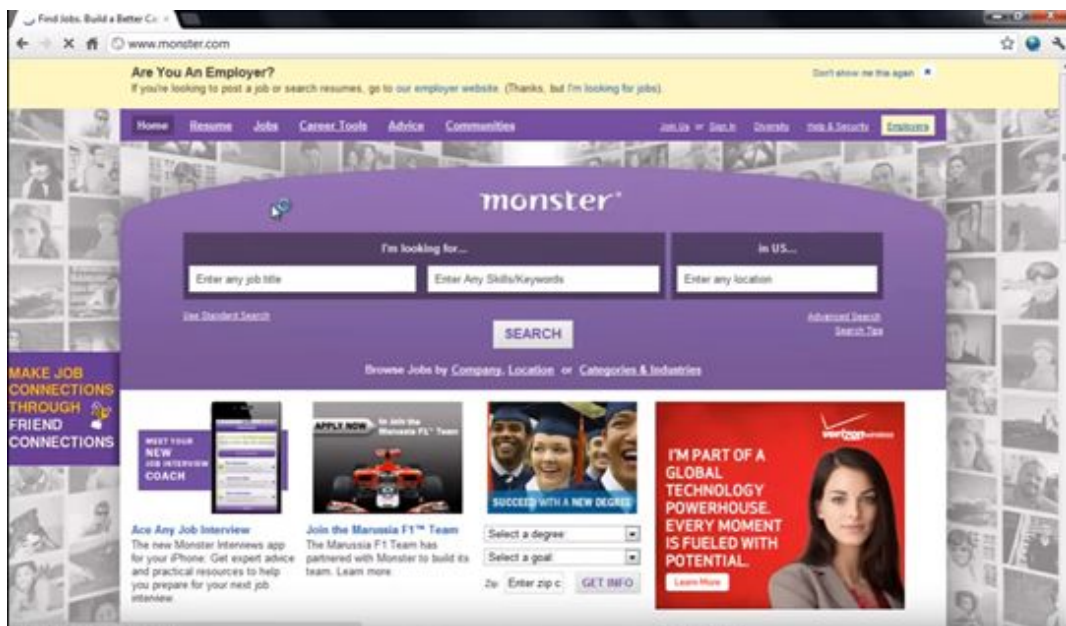 Find Jobs. Build a Better Ca
www.monster.com
Are You An Employer?
Don't show me this again
If you're looking to post a job or search resumes, go to our employer website. (Thanks, but I'm looking for jobs).
Home Resume Jobs Career Tools Advice Communities
Join Us or Sign In Diversity Help & Security Employers
monster
I'm looking for...
in US...
Enter any job title
Enter Any Skills/Keywords
Enter any location
Use Standard Search
Advanced Search
Search Tips
SEARCH
Browse Jobs by Company, Location or Categories & Industries
MAKE JOB
CONNECTIONS
THROUGH
FRIEND
CONNECTIONS
MEET YOUR
NEW
JOB INTERVIEW
COACH
Ace Any Job Interview
The new Monster Interviews app
for your iPhone: Get expert advice
and practical resources to help
you prepare for your next job
interview.
APPLY NOW
to Join the
Marussia F1™ Team
Join the Marussia F1™ Team
The Marussia F1 Team has
partnered with Monster to build its
team. Learn more.
SUCCEED WITH A NEW DEGREE
Select a degree
Select a goal
Zip Enter zip c
GET INFO
verizonwireless
I'M PART OF A
GLOBAL
TECHNOLOGY
POWERHOUSE.
EVERY MOMENT
IS FUELED WITH
POTENTIAL.
Learn More